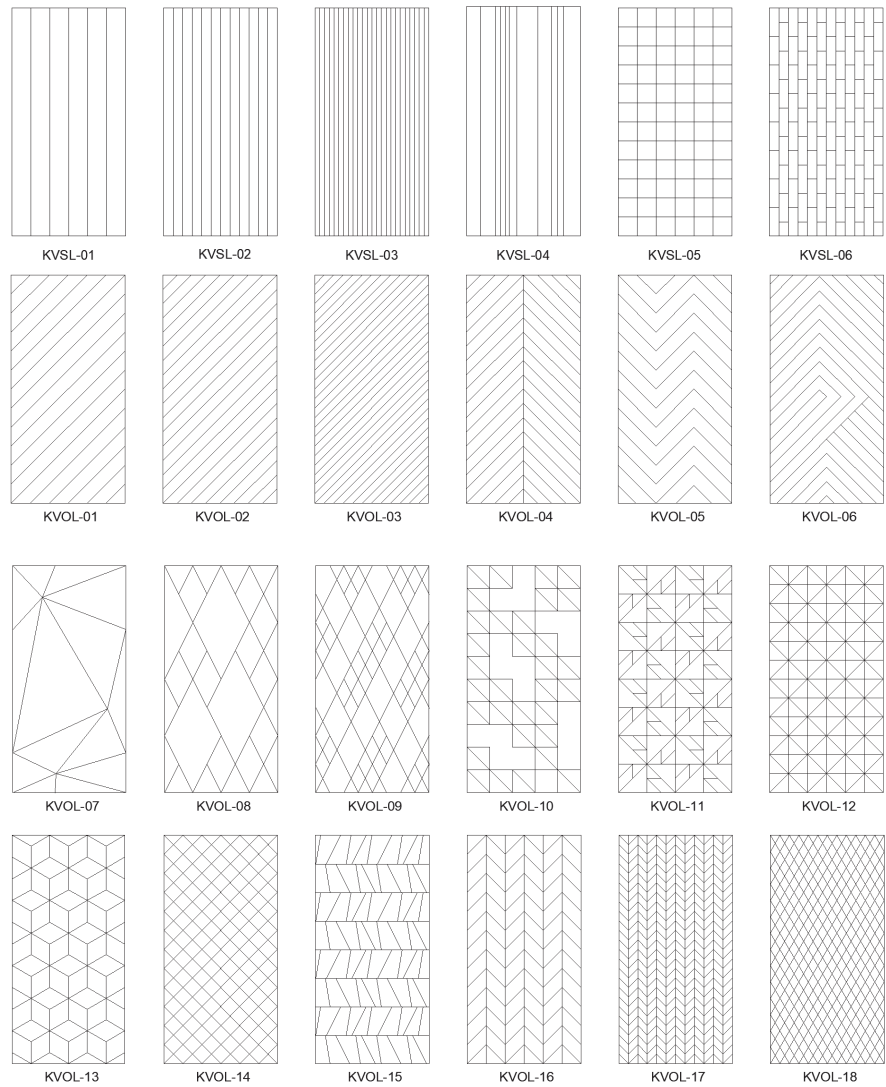 KVSL-01 KVSL-02 KVSL-03 KVSL-04 KVSL-05 KVSL-06
KVOL-01 KVOL-02 KVOL-03 KVOL-04 KVOL-05 KVOL-06
KVOL-07 KVOL-08 KVOL-09 KVOL-10 KVOL-11 KVOL-12
KVOL-13 KVOL-14 KVOL-15 KVOL-16 KVOL-17 KVOL-18